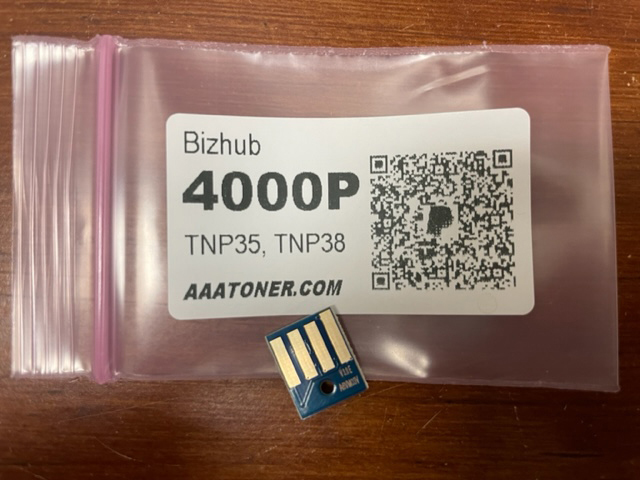 Bizhub
4000P
TNP35, TNP38
AAATONER.COM